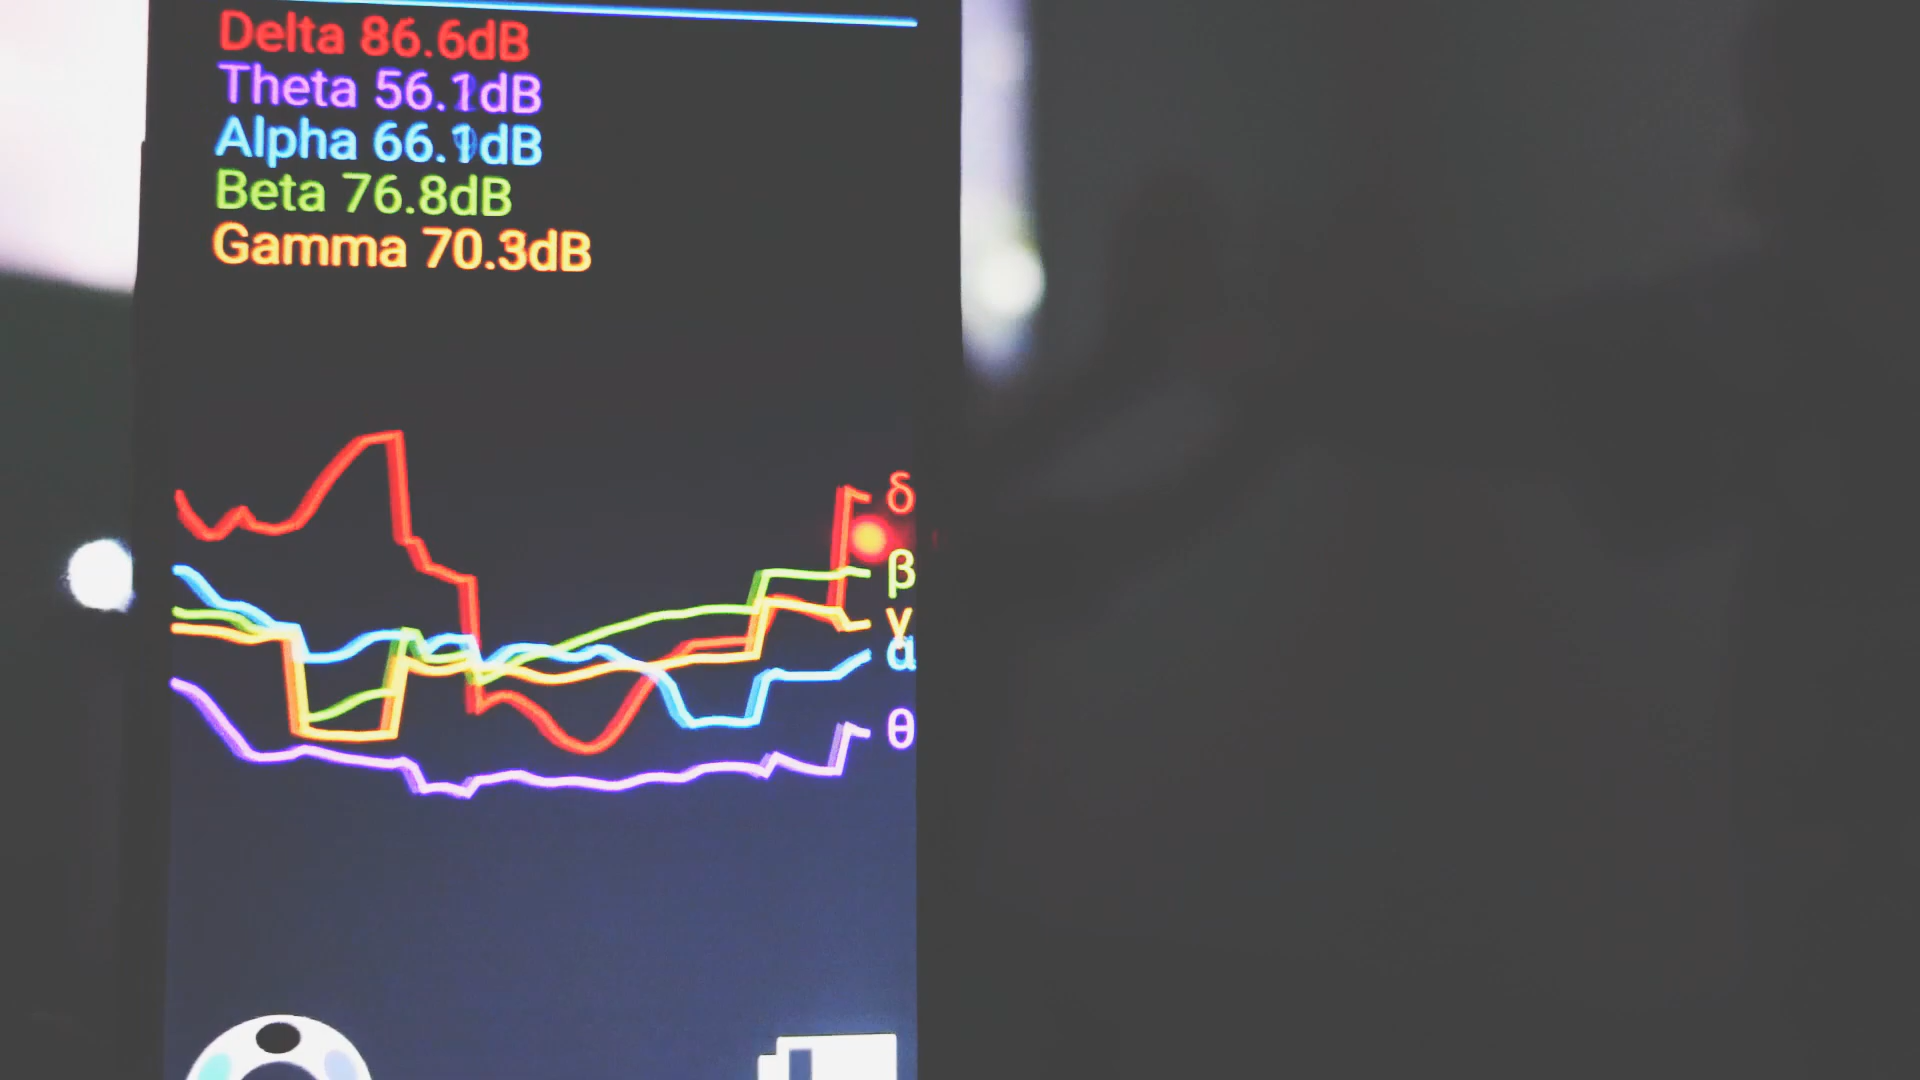 Delta 86.6dB
Theta 56.1dB
Alpha 66.1dB
Beta 76.8dB
Gamma 70.3dB
δ
β
γ
α
θ